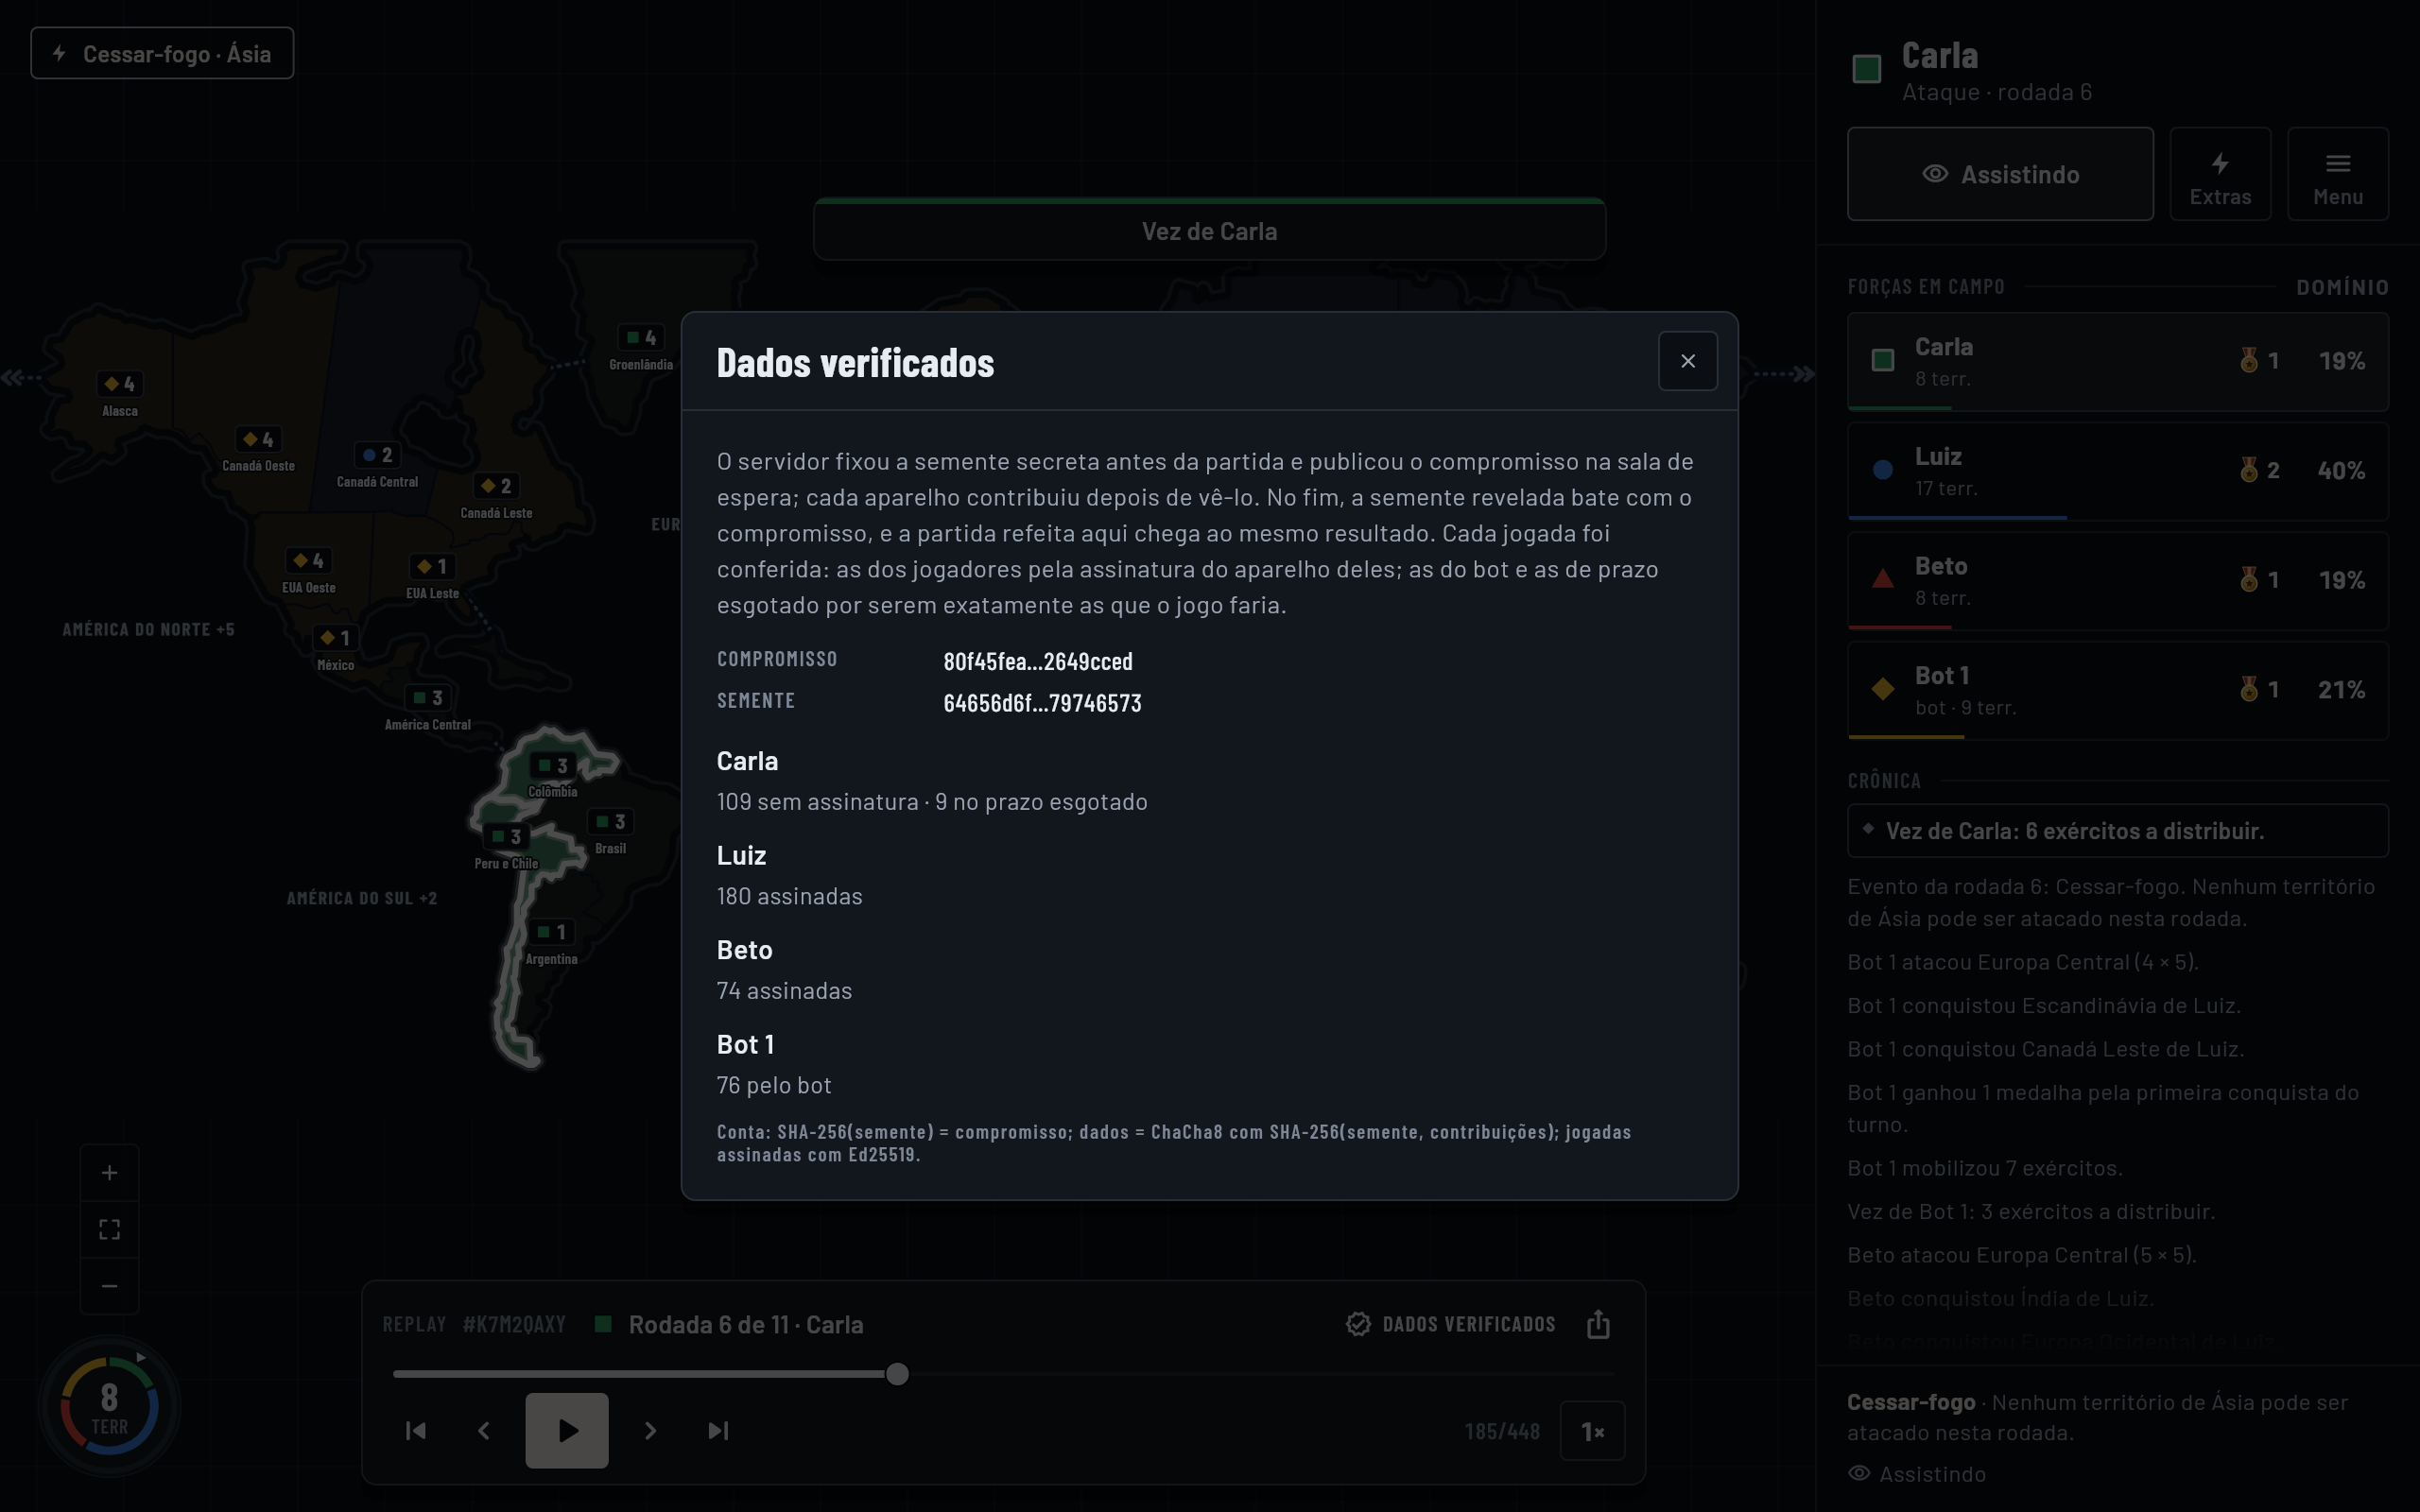 Cessar-fogo · Ásia
Vez de Carla
4
Alasca
4
Canadá Oeste
2
Canadá Central
2
Canadá Leste
4
Groenlândia
4
EUA Oeste
1
EUA Leste
1
México
AMÉRICA DO NORTE +5
3
América Central
3
Colômbia
3
Brasil
3
Peru e Chile
1
Argentina
AMÉRICA DO SUL +2
EUR
Dados verificados
O servidor fixou a semente secreta antes da partida e publicou o compromisso na sala de
espera; cada aparelho contribuiu depois de vê-lo. No fim, a semente revelada bate com o
compromisso, e a partida refeita aqui chega ao mesmo resultado. Cada jogada foi
conferida: as dos jogadores pela assinatura do aparelho deles; as do bot e as de prazo
esgotado por serem exatamente as que o jogo faria.
COMPROMISSO 80f45fea...2649cced
SEMENTE 64656d6f...79746573
Carla
109 sem assinatura · 9 no prazo esgotado
Luiz
180 assinadas
Beto
74 assinadas
Bot 1
76 pelo bot
Conta: SHA-256(semente) = compromisso; dados = ChaCha8 com SHA-256(semente, contribuições); jogadas
assinadas com Ed25519.
8
TERR
REPLAY #K7M2QAXY Rodada 6 de 11 · Carla DADOS VERIFICADOS
185/448 1×
Carla
Ataque · rodada 6
Assistindo
Extras
Menu
FORÇAS EM CAMPO DOMÍNIO
Carla 1 19%
8 terr.
Luiz 2 40%
17 terr.
Beto 1 19%
8 terr.
Bot 1 1 21%
bot · 9 terr.
CRÔNICA
Vez de Carla: 6 exércitos a distribuir.
Evento da rodada 6: Cessar-fogo. Nenhum território
de Ásia pode ser atacado nesta rodada.
Bot 1 atacou Europa Central (4 × 5).
Bot 1 conquistou Escandinávia de Luiz.
Bot 1 conquistou Canadá Leste de Luiz.
Bot 1 ganhou 1 medalha pela primeira conquista do
turno.
Bot 1 mobilizou 7 exércitos.
Vez de Bot 1: 3 exércitos a distribuir.
Beto atacou Europa Central (5 × 5).
Beto conquistou Índia de Luiz.
Beto conquistou Europa Ocidental de Luiz.
Cessar-fogo · Nenhum território de Ásia pode ser
atacado nesta rodada.
Assistindo